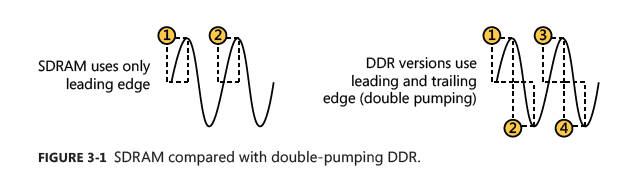 1 2
SDRAM uses only
leading edge
1 3
DDR versions use
leading and trailing
edge (double pumping)
2 4
FIGURE 3-1 SDRAM compared with double-pumping DDR.